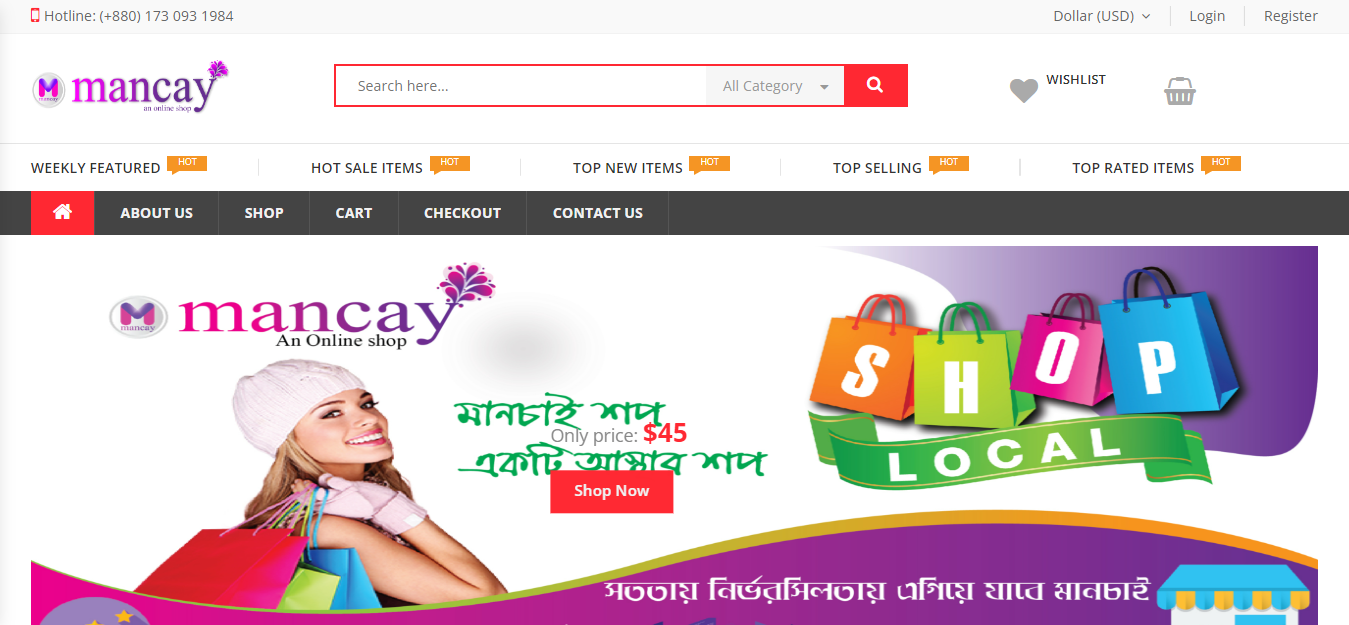 Hotline: (+880) 173 093 1984
Dollar (USD)
Login
Register
mancay
mancay
an online shop
Search here...
All Category
WISHLIST
WEEKLY FEATURED HOT
HOT SALE ITEMS HOT
TOP NEW ITEMS HOT
TOP SELLING HOT
TOP RATED ITEMS HOT
ABOUT US
SHOP
CART
CHECKOUT
CONTACT US
mancay
mancay
An Online shop
SHOP
LOCAL
মানচাই শপ
Only price: $45
একটি আস্থার শপ
Shop Now
সততায় নির্ভরসিলতায় এগিয়ে যাবে মানচাই